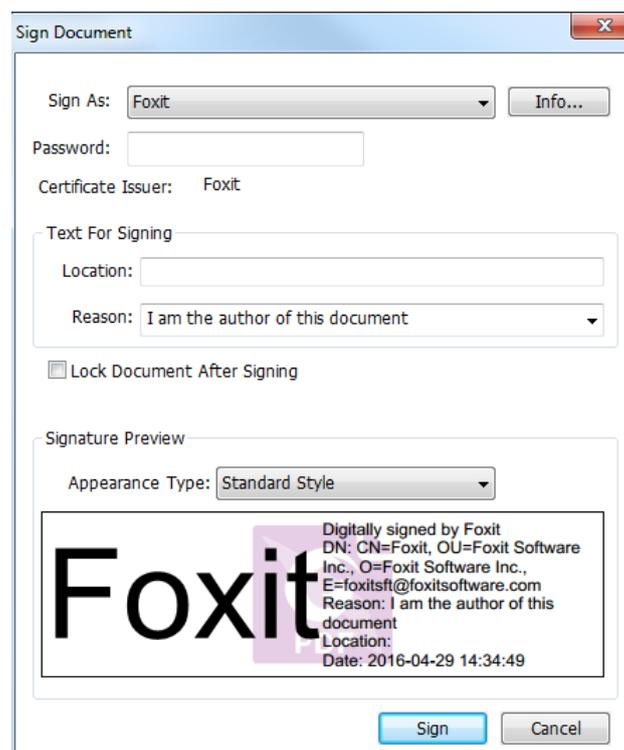 Sign Document
Sign As: Foxit Info...
Password:
Certificate Issuer: Foxit
Text For Signing
Location:
Reason: I am the author of this document
Lock Document After Signing
Signature Preview
Appearance Type: Standard Style
Foxit
PDF
Digitally signed by Foxit
DN: CN=Foxit, OU=Foxit Software
Inc., O=Foxit Software Inc.,
E=foxitsft@foxitsoftware.com
Reason: I am the author of this
document
Location:
Date: 2016-04-29 14:34:49
Sign Cancel